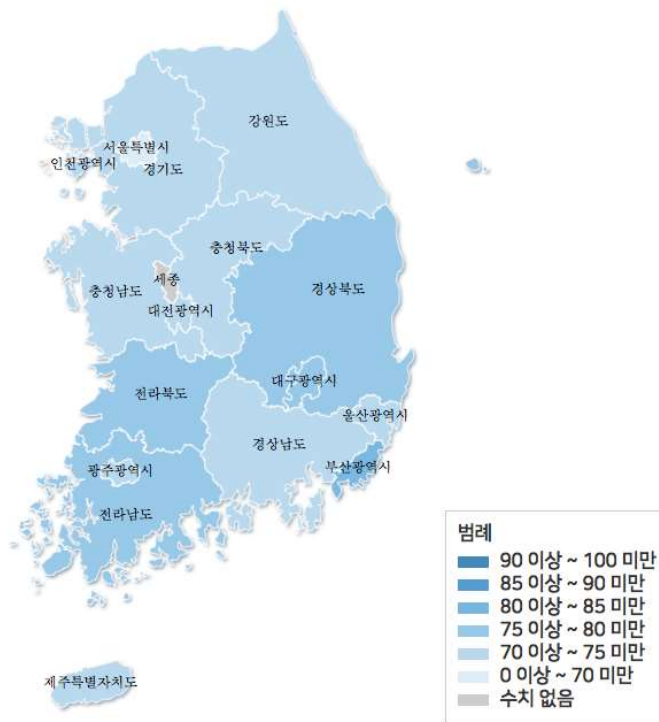 강원도
서울특별시
인천광역시
경기도
충청북도
세종
충청남도
경상북도
대전광역시
대구광역시
전라북도
울산광역시
경상남도
광주광역시
부산광역시
전라남도
제주특별자치도
범례
90 이상 ~ 100 미만
85 이상 ~ 90 미만
80 이상 ~ 85 미만
75 이상 ~ 80 미만
70 이상 ~ 75 미만
0 이상 ~ 70 미만
수치 없음